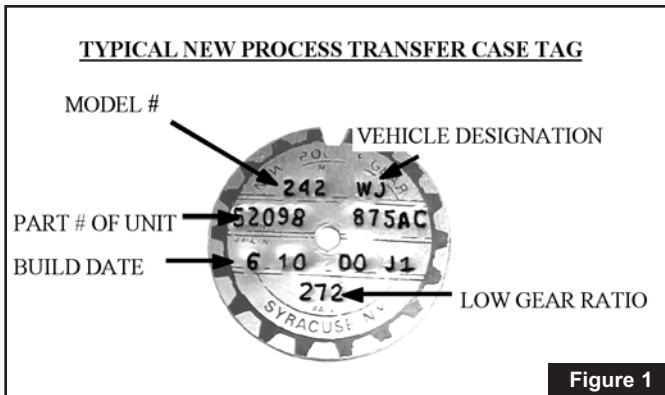 TYPICAL NEW PROCESS TRANSFER CASE TAG
MODEL #
VEHICLE DESIGNATION
242 WJ
PART # OF UNIT
52098 875AC
BUILD DATE
6 10 00 J1
272
LOW GEAR RATIO
SYRACUSE NY
Figure 1